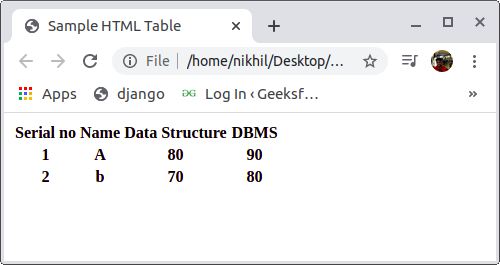 Sample HTML Table
File | /home/nikhil/Desktop/...
Apps django Log In ‹ Geeksf...
Serial no Name Data Structure DBMS
1 A 80 90
2 b 70 80